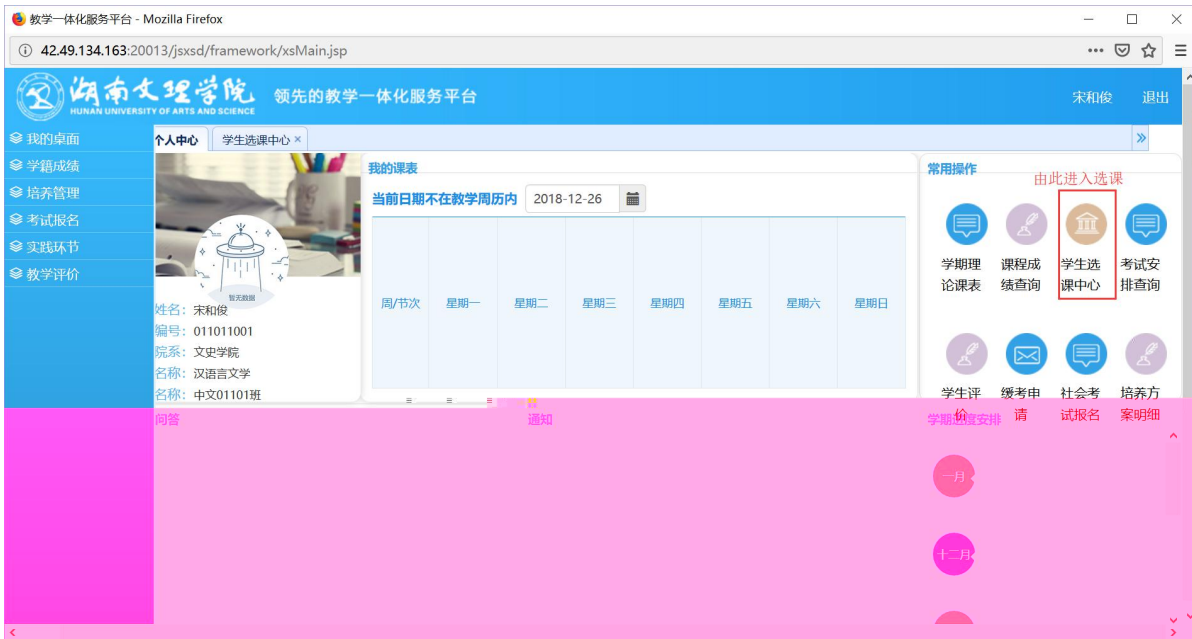 教学一体化服务平台 - Mozilla Firefox
42.49.134.163:20013/jsxsd/framework/xsMain.jsp
湖南文理学院
HUNAN UNIVERSITY OF ARTS AND SCIENCE
领先的教学一体化服务平台
宋和俊 退出
我的桌面
学籍成绩
培养管理
考试报名
实践环节
教学评价
个人中心 学生选课中心 ×
暂无数据
姓名: 宋和俊
编号: 011011001
院系: 文史学院
名称: 汉语言文学
名称: 中文01101班
我的课表
当前日期不在教学周历内 2018-12-26
周/节次 星期一 星期二 星期三 星期四 星期五 星期六 星期日
常用操作
由此进入选课
学期理论课表
课程成绩查询
学生选课中心
考试安排查询
学生评价
缓考申请
社会考试报名
培养方案明细
问答
通知
学期进度安排
一月
十二月